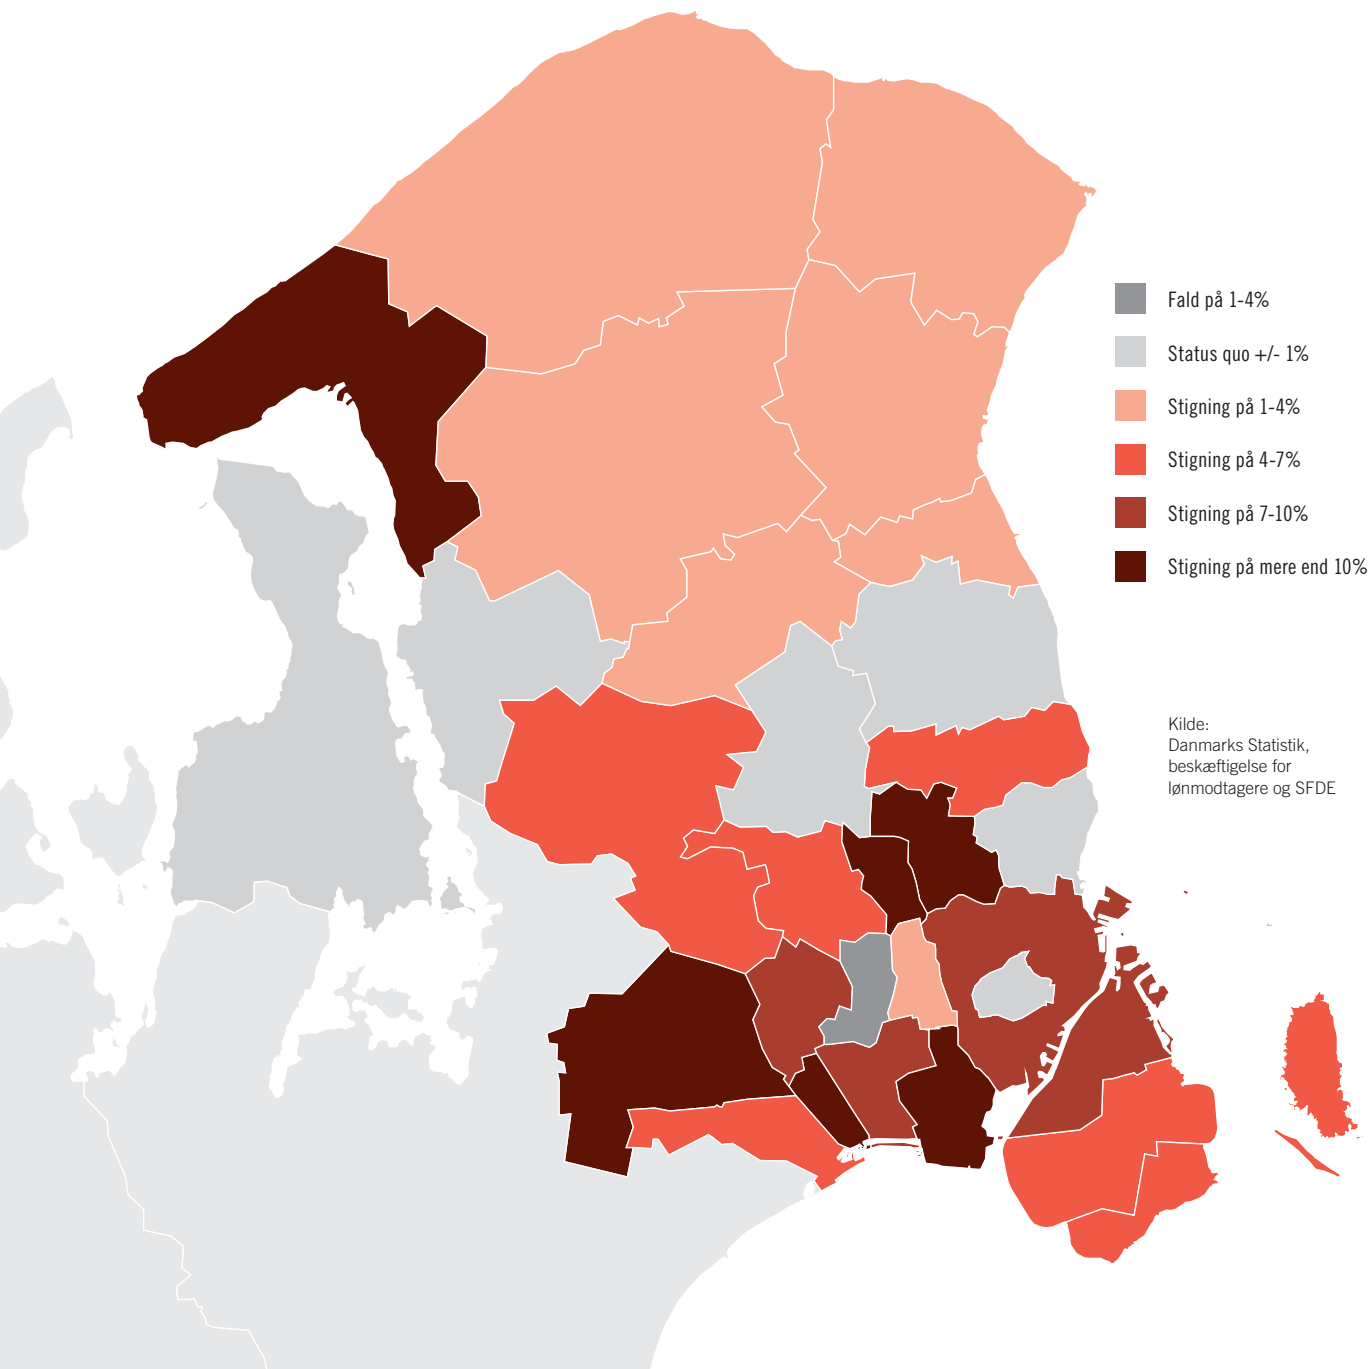 Fald på 1-4%
Status quo +/- 1%
Stigning på 1-4%
Stigning på 4-7%
Stigning på 7-10%
Stigning på mere end 10%
Kilde:
Danmarks Statistik,
beskæftigelse for
lønmodtagere og SFDE